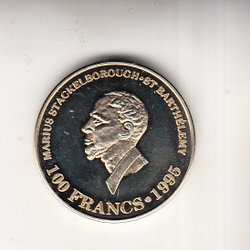 MARIUS STACKELBOROUGH • ST BARTHÉLEMY
100 FRANCS • 1995